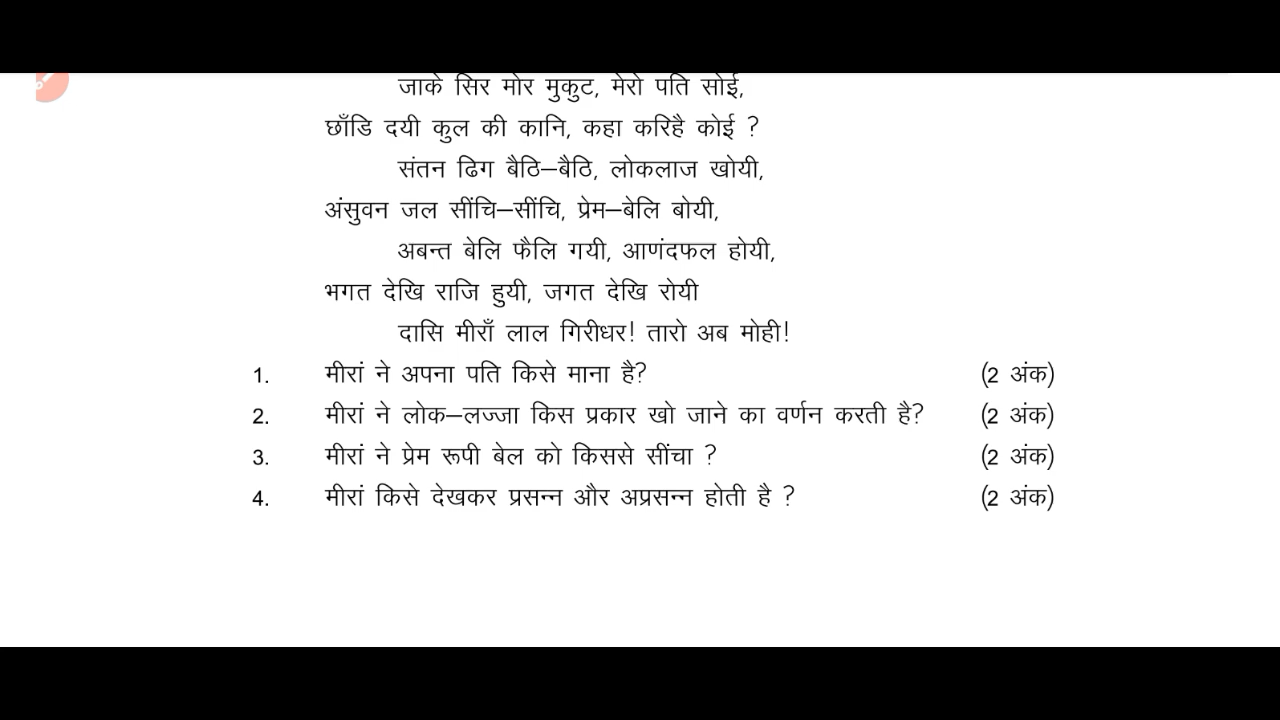 जाके सिर मोर मुकुट, मेरो पति सोई,
छाँडि दयी कुल की कानि, कहा करिहै कोई ?
संतन ढिग बैठि–बैठि, लोकलाज खोयी,
अंसुवन जल सींचि–सींचि, प्रेम–बेलि बोयी,
अबन्त बेलि फैलि गयी, आणंदफल होयी,
भगत देखि राजि हुयी, जगत देखि रोयी
दासि मीराँ लाल गिरीधर! तारो अब मोही!
1. मीरां ने अपना पति किसे माना है? (2 अंक)
2. मीरां ने लोक–लज्जा किस प्रकार खो जाने का वर्णन करती है? (2 अंक)
3. मीरां ने प्रेम रूपी बेल को किससे सींचा ? (2 अंक)
4. मीरां किसे देखकर प्रसन्न और अप्रसन्न होती है ? (2 अंक)